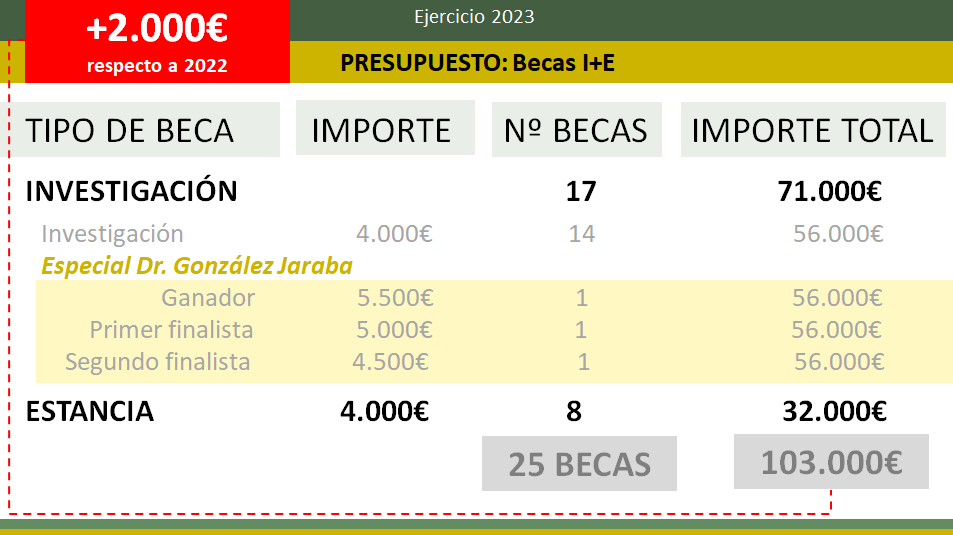 Ejercicio 2023
+2.000€
respecto a 2022
PRESUPUESTO: Becas I+E
TIPO DE BECA IMPORTE Nº BECAS IMPORTE TOTAL
INVESTIGACIÓN 17 71.000€
Investigación 4.000€ 14 56.000€
Especial Dr. González Jaraba
Ganador 5.500€ 1 56.000€
Primer finalista 5.000€ 1 56.000€
Segundo finalista 4.500€ 1 56.000€
ESTANCIA 4.000€ 8 32.000€
25 BECAS 103.000€